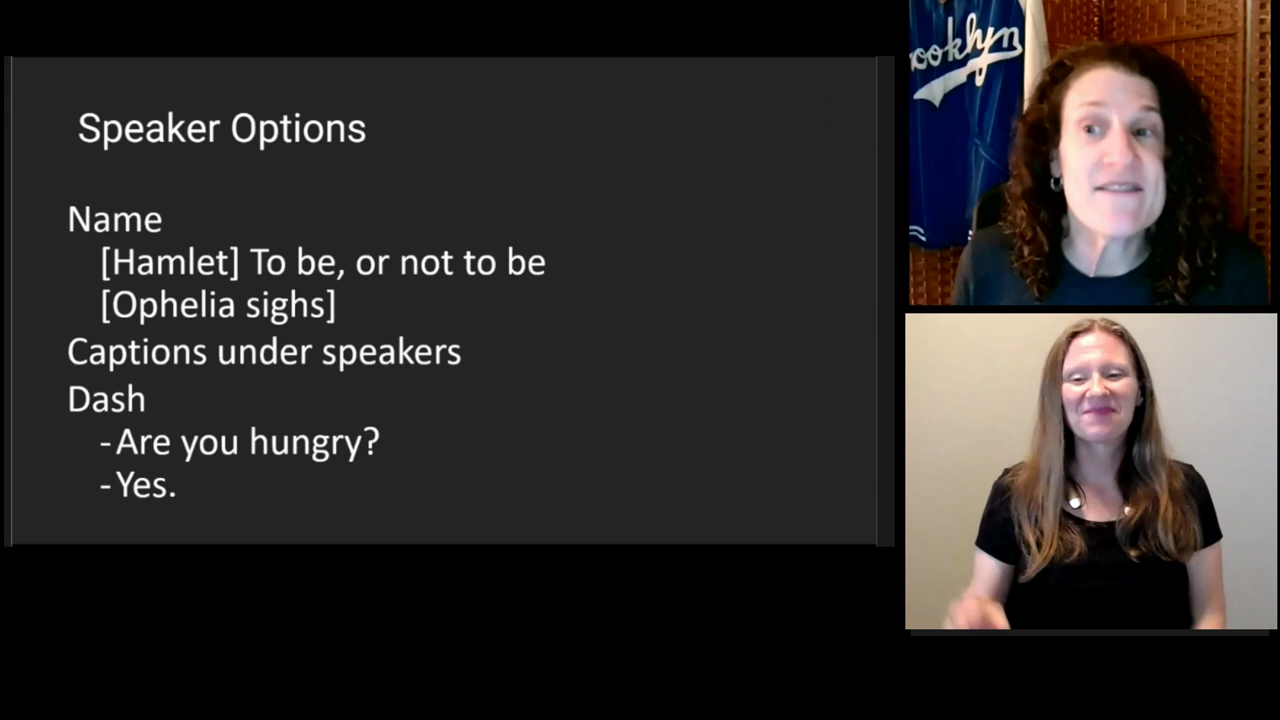 Speaker Options
Name
[Hamlet] To be, or not to be
[Ophelia sighs]
Captions under speakers
Dash
- Are you hungry?
- Yes.
ooklyn